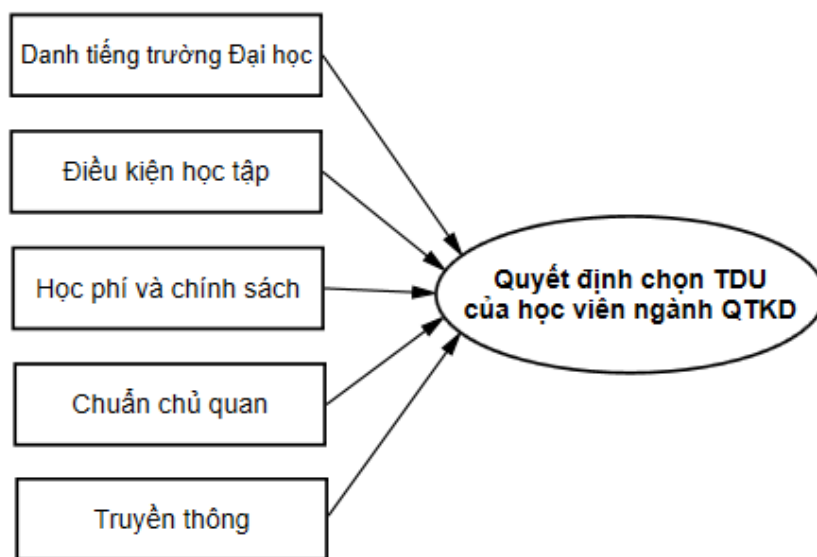 Danh tiếng trường Đại học
Điều kiện học tập
Học phí và chính sách
Chuẩn chủ quan
Truyền thông
Quyết định chọn TDU
của học viên ngành QTKD